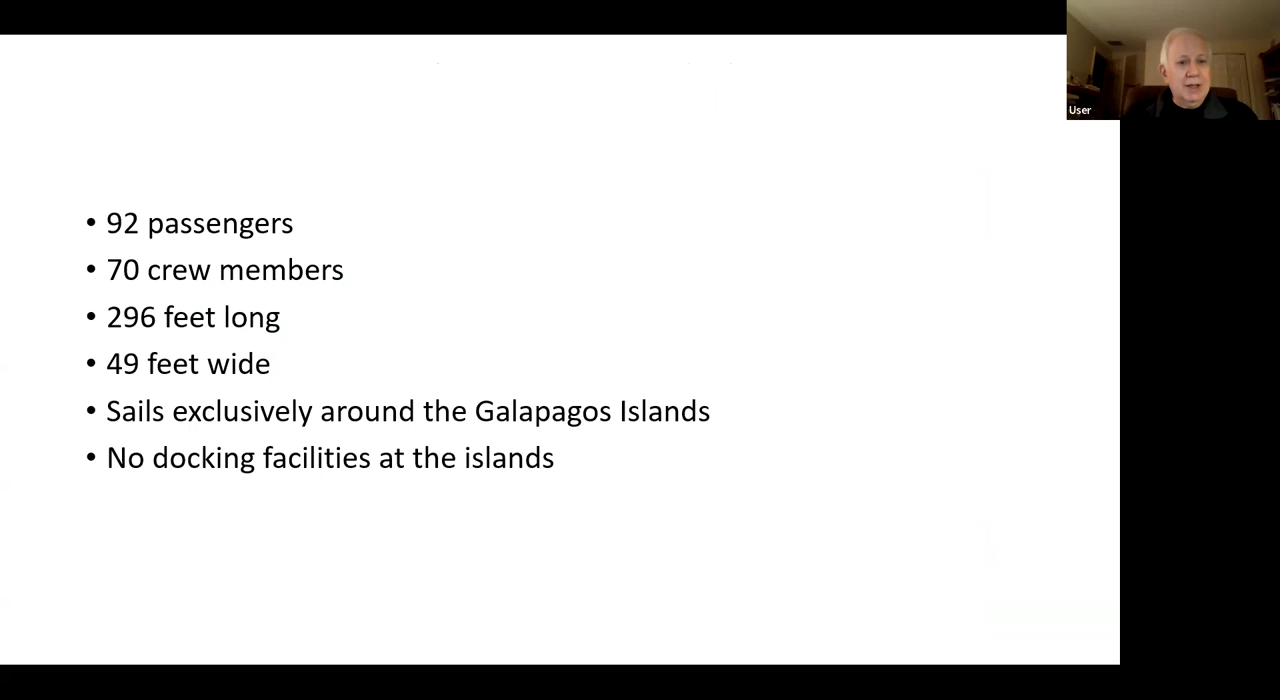 • 92 passengers
• 70 crew members
• 296 feet long
• 49 feet wide
• Sails exclusively around the Galapagos Islands
• No docking facilities at the islands
User